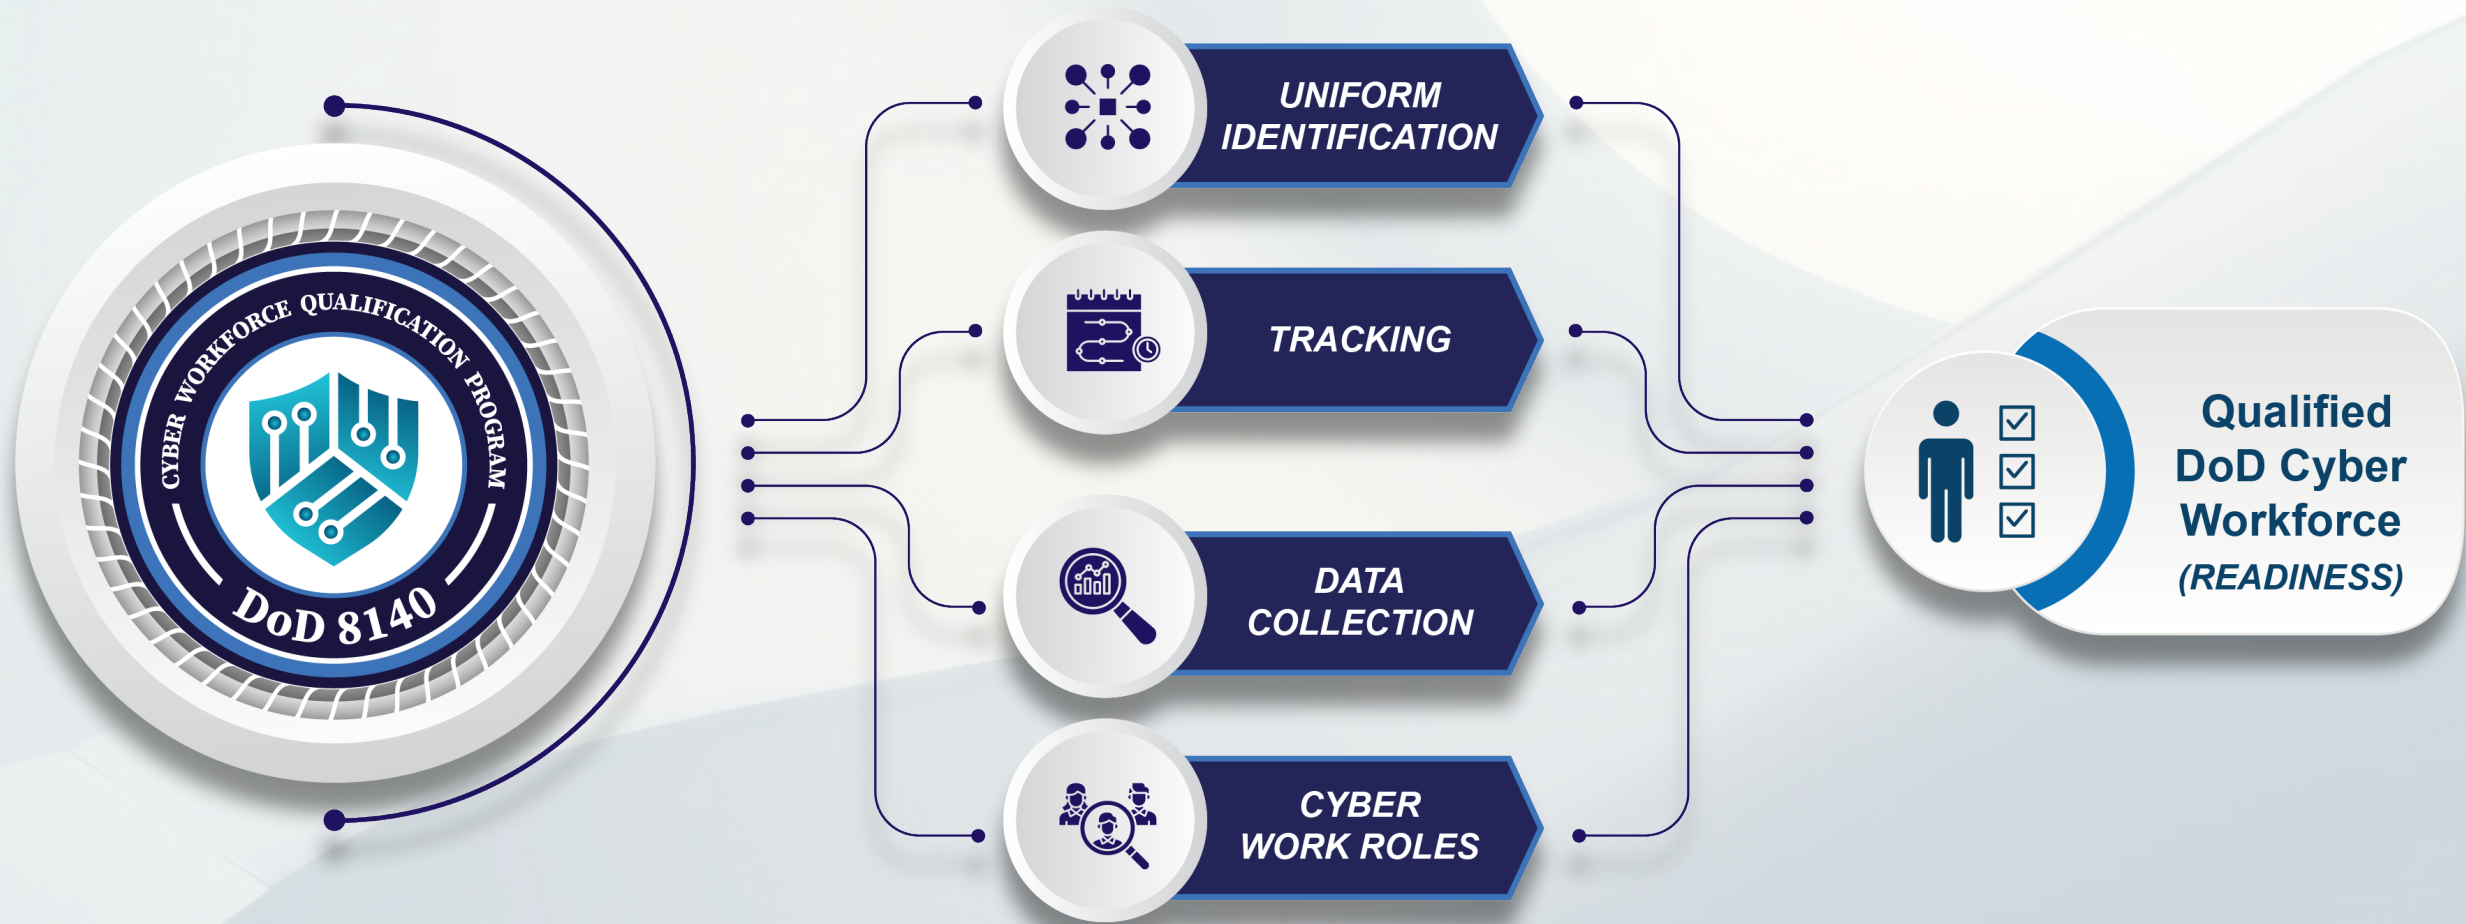 CYBER WORKFORCE QUALIFICATION PROGRAM
DoD 8140
UNIFORM
IDENTIFICATION
TRACKING
DATA
COLLECTION
CYBER
WORK ROLES
Qualified
DoD Cyber
Workforce
(READINESS)